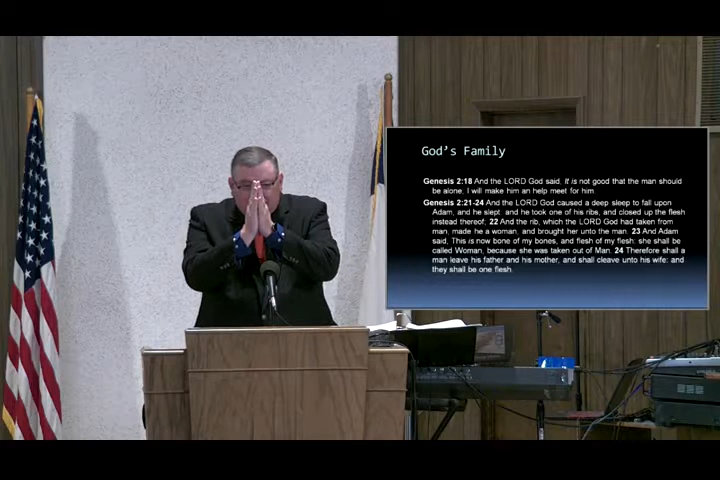 God's Family
Genesis 2:18 And the LORD God said, It is not good that the man should
be alone; I will make him an help meet for him.
Genesis 2:21-24 And the LORD God caused a deep sleep to fall upon
Adam, and he slept: and he took one of his ribs, and closed up the flesh
instead thereof; 22 And the rib, which the LORD God had taken from
man, made he a woman, and brought her unto the man. 23 And Adam
said, This is now bone of my bones, and flesh of my flesh: she shall be
called Woman, because she was taken out of Man. 24 Therefore shall a
man leave his father and his mother, and shall cleave unto his wife: and
they shall be one flesh.